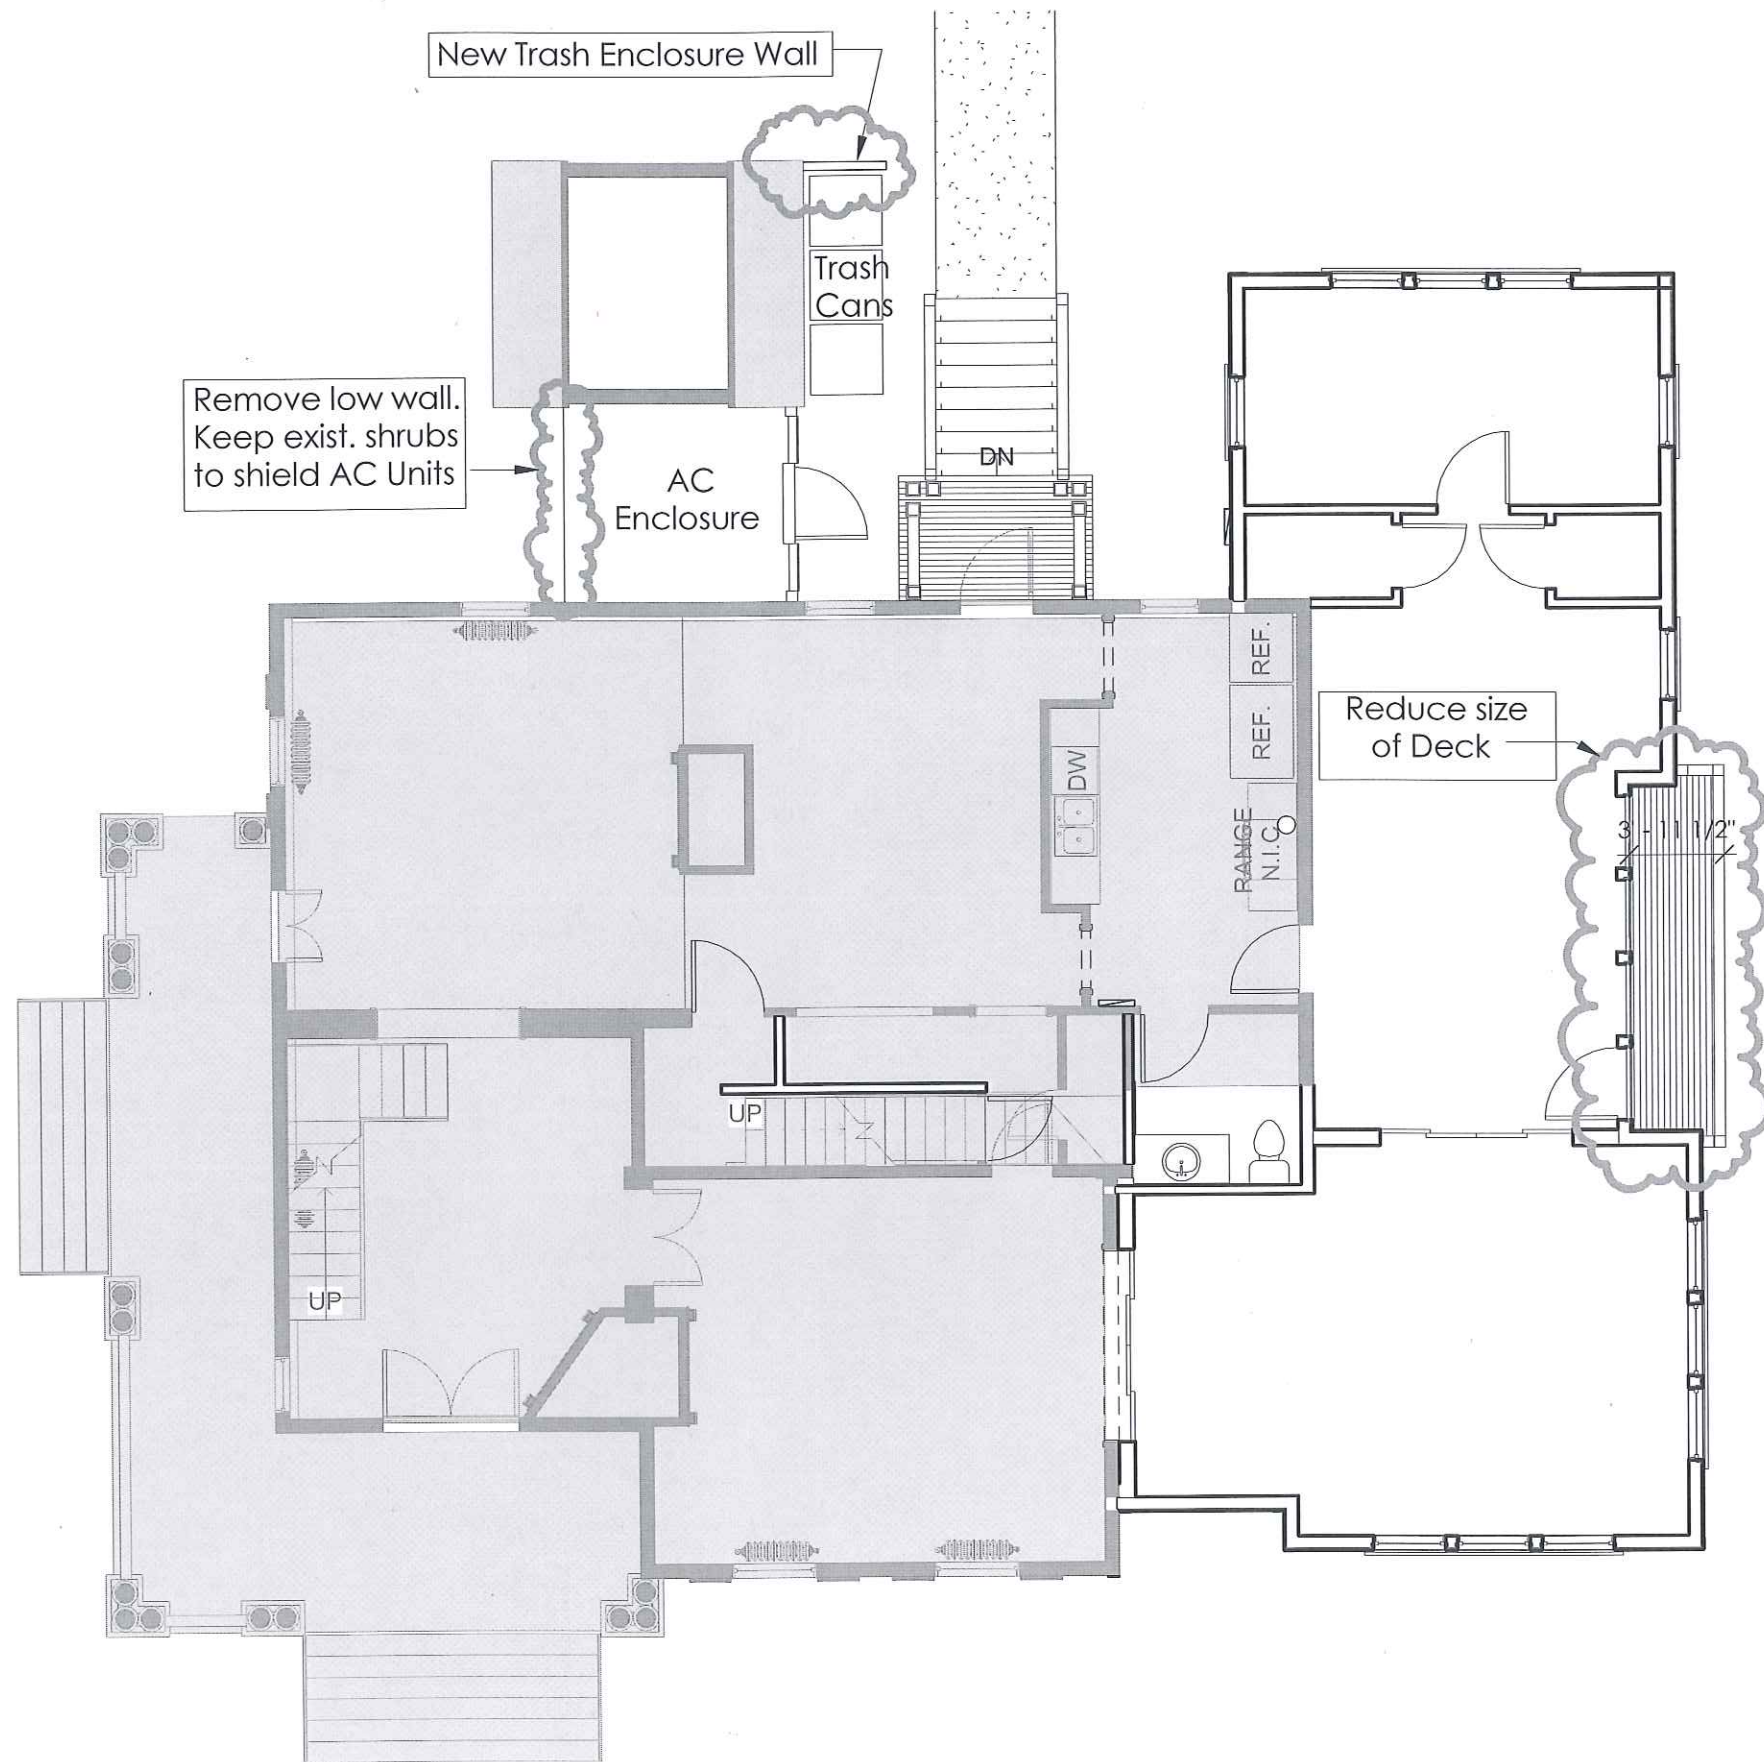 New Trash Enclosure Wall
Trash
Cans
Remove low wall.
Keep exist. shrubs
to shield AC Units
AC
Enclosure
DN
REF.
REF.
Reduce size
of Deck
DW
RANGE
N.I.C.
3' - 11 1/2"
UP
UP